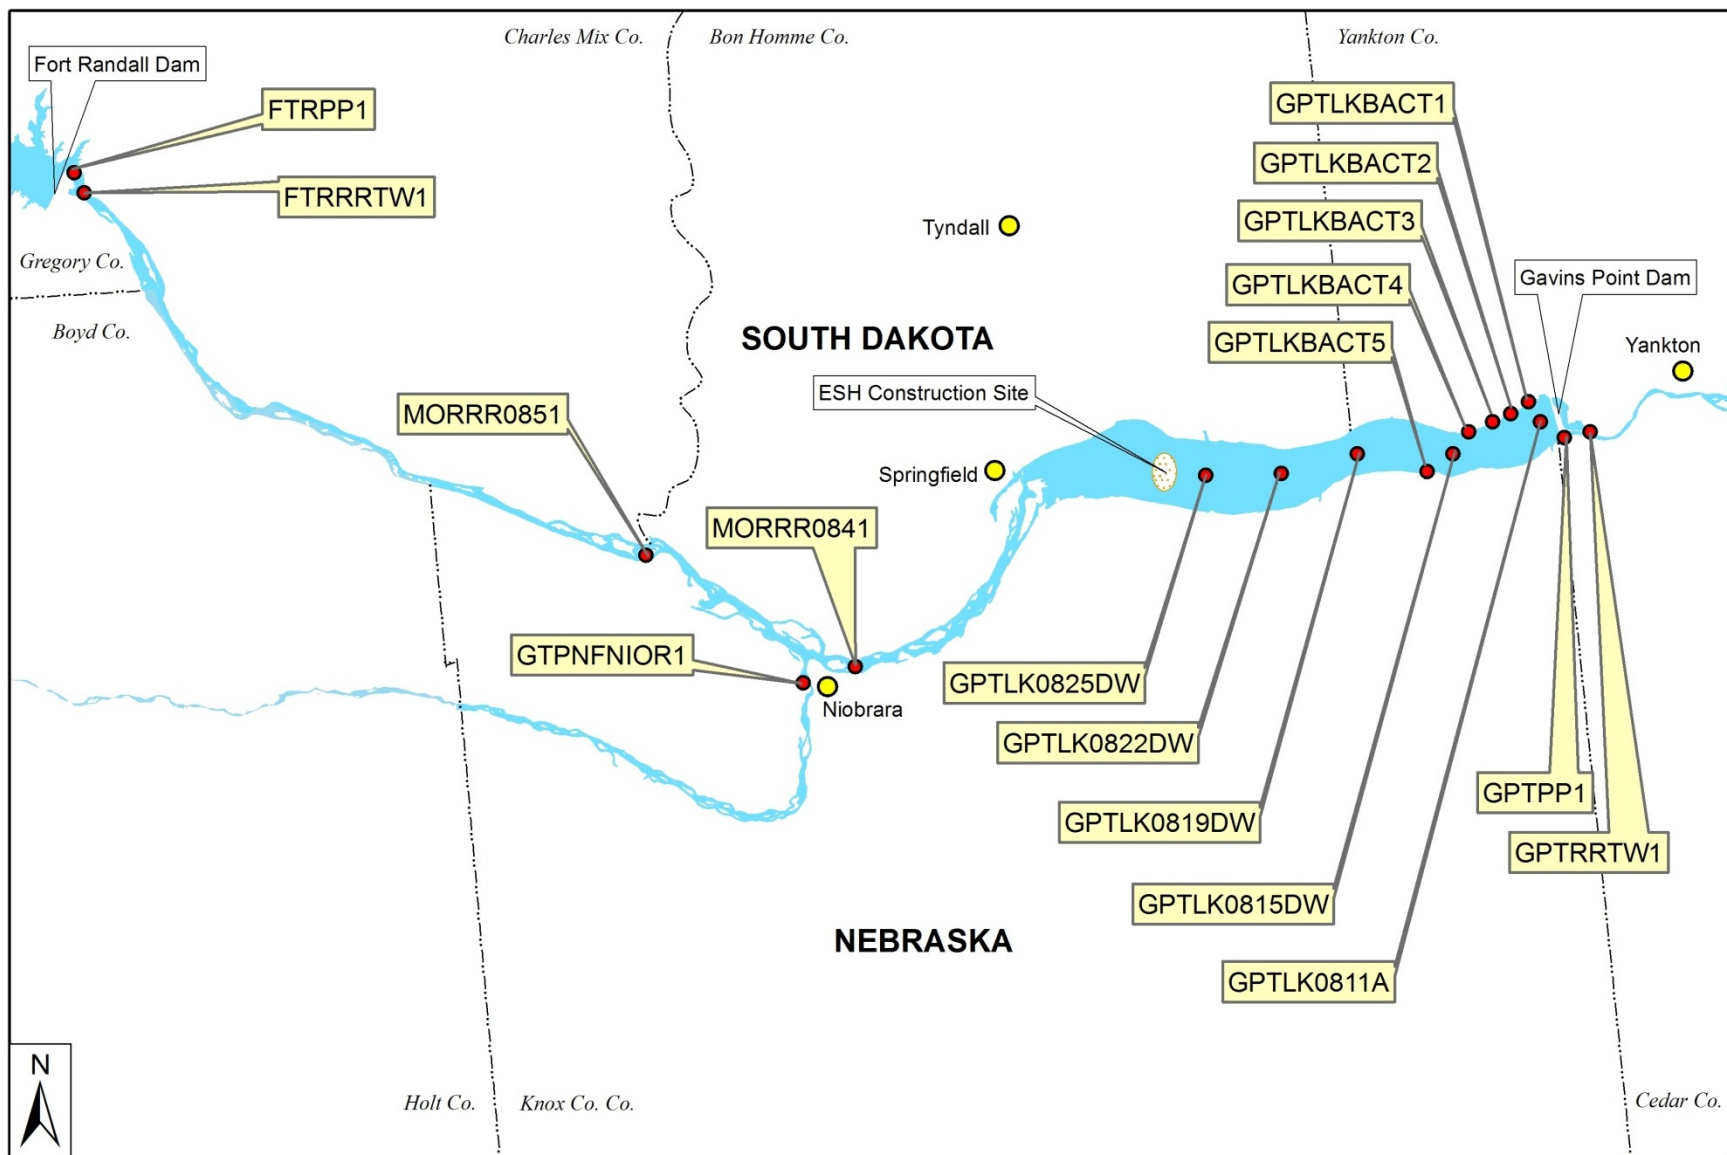 Charles Mix Co.
Bon Homme Co.
Yankton Co.
Fort Randall Dam
FTRPP1
GPTLKBACT1
GPTLKBACT2
FTRRRTW1
GPTLKBACT3
Tyndall
Gregory Co.
GPTLKBACT4
Gavins Point Dam
Boyd Co.
SOUTH DAKOTA
GPTLKBACT5
Yankton
ESH Construction Site
MORRR0851
Springfield
MORRR0841
GTPNFNIOR1
GPTLK0825DW
Niobrara
GPTLK0822DW
GPTPP1
GPTLK0819DW
GPTRRTW1
GPTLK0815DW
NEBRASKA
GPTLK0811A
N
Holt Co.
Knox Co. Co.
Cedar Co.